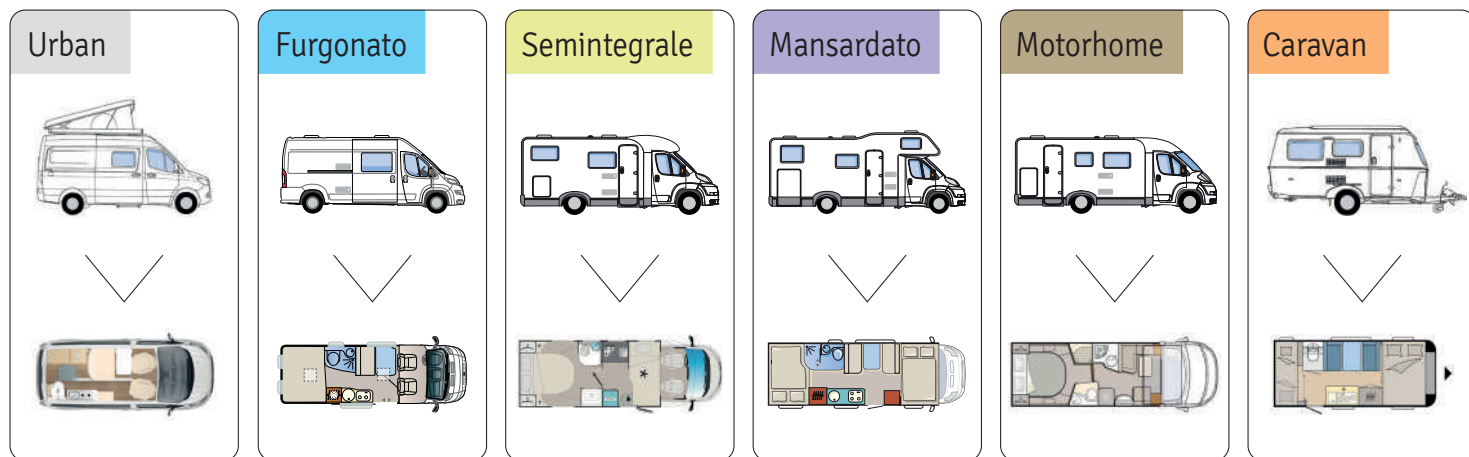 Urban
Furgonato
Semintegrale
Mansardato
Motorhome
Caravan